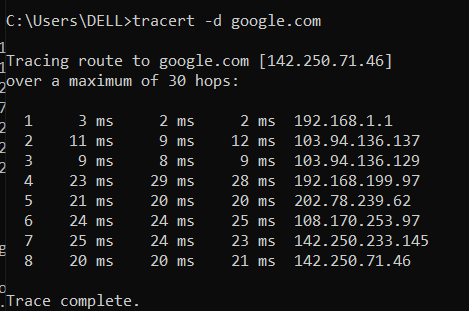 C:\Users\DELL>tracert -d google.com
Tracing route to google.com [142.250.71.46]
over a maximum of 30 hops:
1 3 ms 2 ms 2 ms 192.168.1.1
2 11 ms 9 ms 12 ms 103.94.136.137
3 9 ms 8 ms 9 ms 103.94.136.129
4 23 ms 29 ms 28 ms 192.168.199.97
5 21 ms 20 ms 20 ms 202.78.239.62
6 24 ms 24 ms 25 ms 108.170.253.97
7 25 ms 24 ms 23 ms 142.250.233.145
8 20 ms 20 ms 21 ms 142.250.71.46
Trace complete.